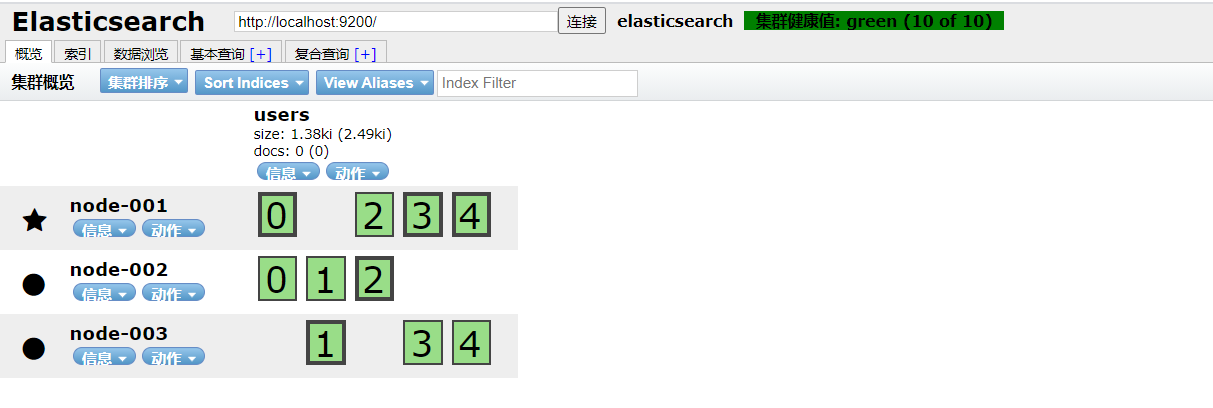 Elasticsearch http://localhost:9200/ 连接 elasticsearch 集群健康值: green (10 of 10)
概览 索引 数据浏览 基本查询 [+] 复合查询 [+]
集群概览 集群排序 Sort Indices View Aliases Index Filter
users
size: 1.38ki (2.49ki)
docs: 0 (0)
信息 动作
node-001 0 2 3 4
信息 动作
node-002 0 1 2
信息 动作
node-003 1 3 4
信息 动作